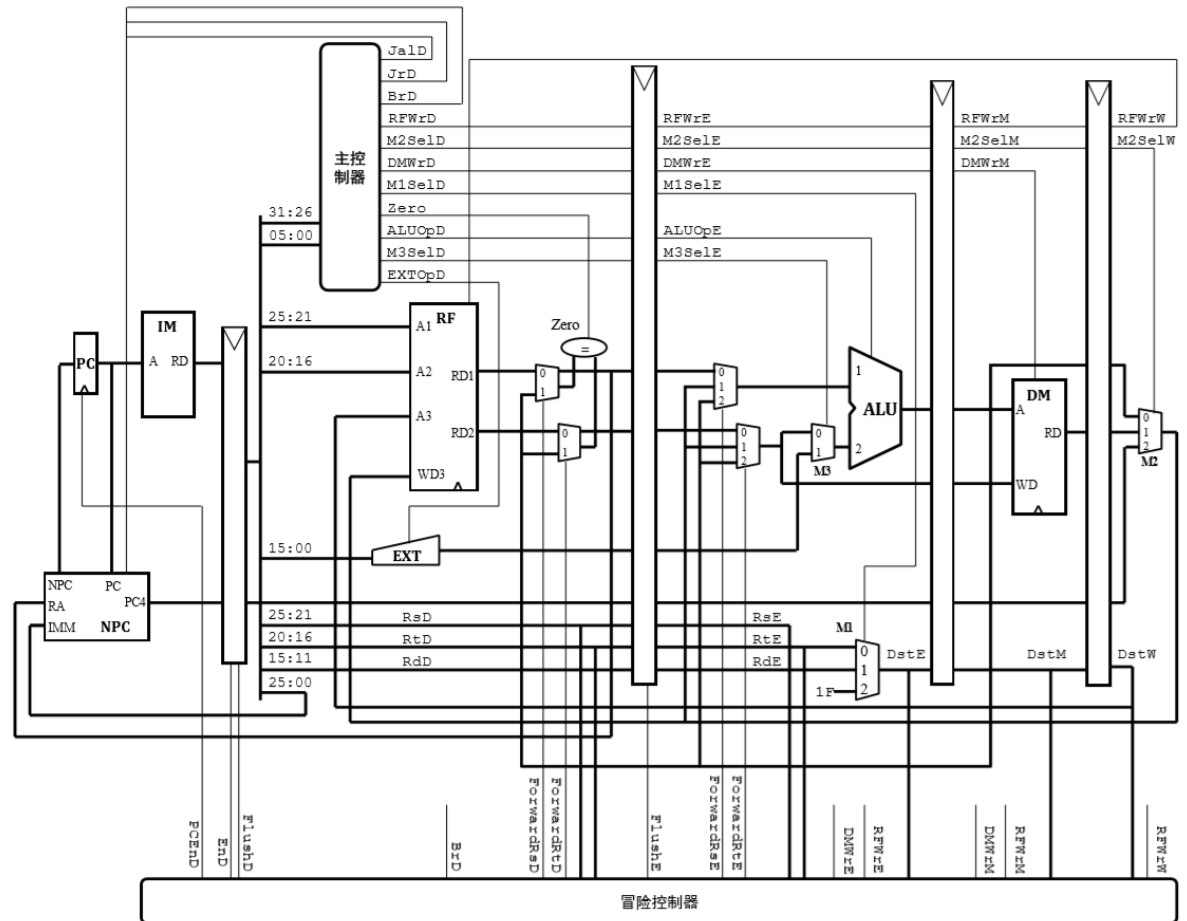 JalD
JrD
BrD
RFWrD
M2SelD
DMWrD
M1SelD
Zero
ALUOpD
M3SelD
EXTOpD
主控
制器
31:26
05:00
RFWrE
M2SelE
DMWrE
M1SelE
ALUOpE
M3SelE
RFWrM
M2SelM
DMWrM
RFWrW
M2SelW
25:21
20:16
15:00
PC
IM
A RD
RF
A1
A2
A3
WD3
RD1
RD2
Zero
=
0
1
0
1
0
1
2
0
1
2
0
1
M3
1
ALU
2
DM
A
RD
WD
0
1
2
M2
EXT
NPC PC
RA PC4
IMM NPC
25:21 RsD RsE
20:16 RtD RtE
15:11 RdD RdE
25:00
M1
0
1
1F 2
DstE
DstM
DstW
PCEnD
EnD
FlushD
BrD
ForwardRsD
ForwardRtD
FlushE
ForwardRsE
ForwardRtE
DMWrE
RFWrE
DMWrM
RFWrM
RFWrW
冒险控制器